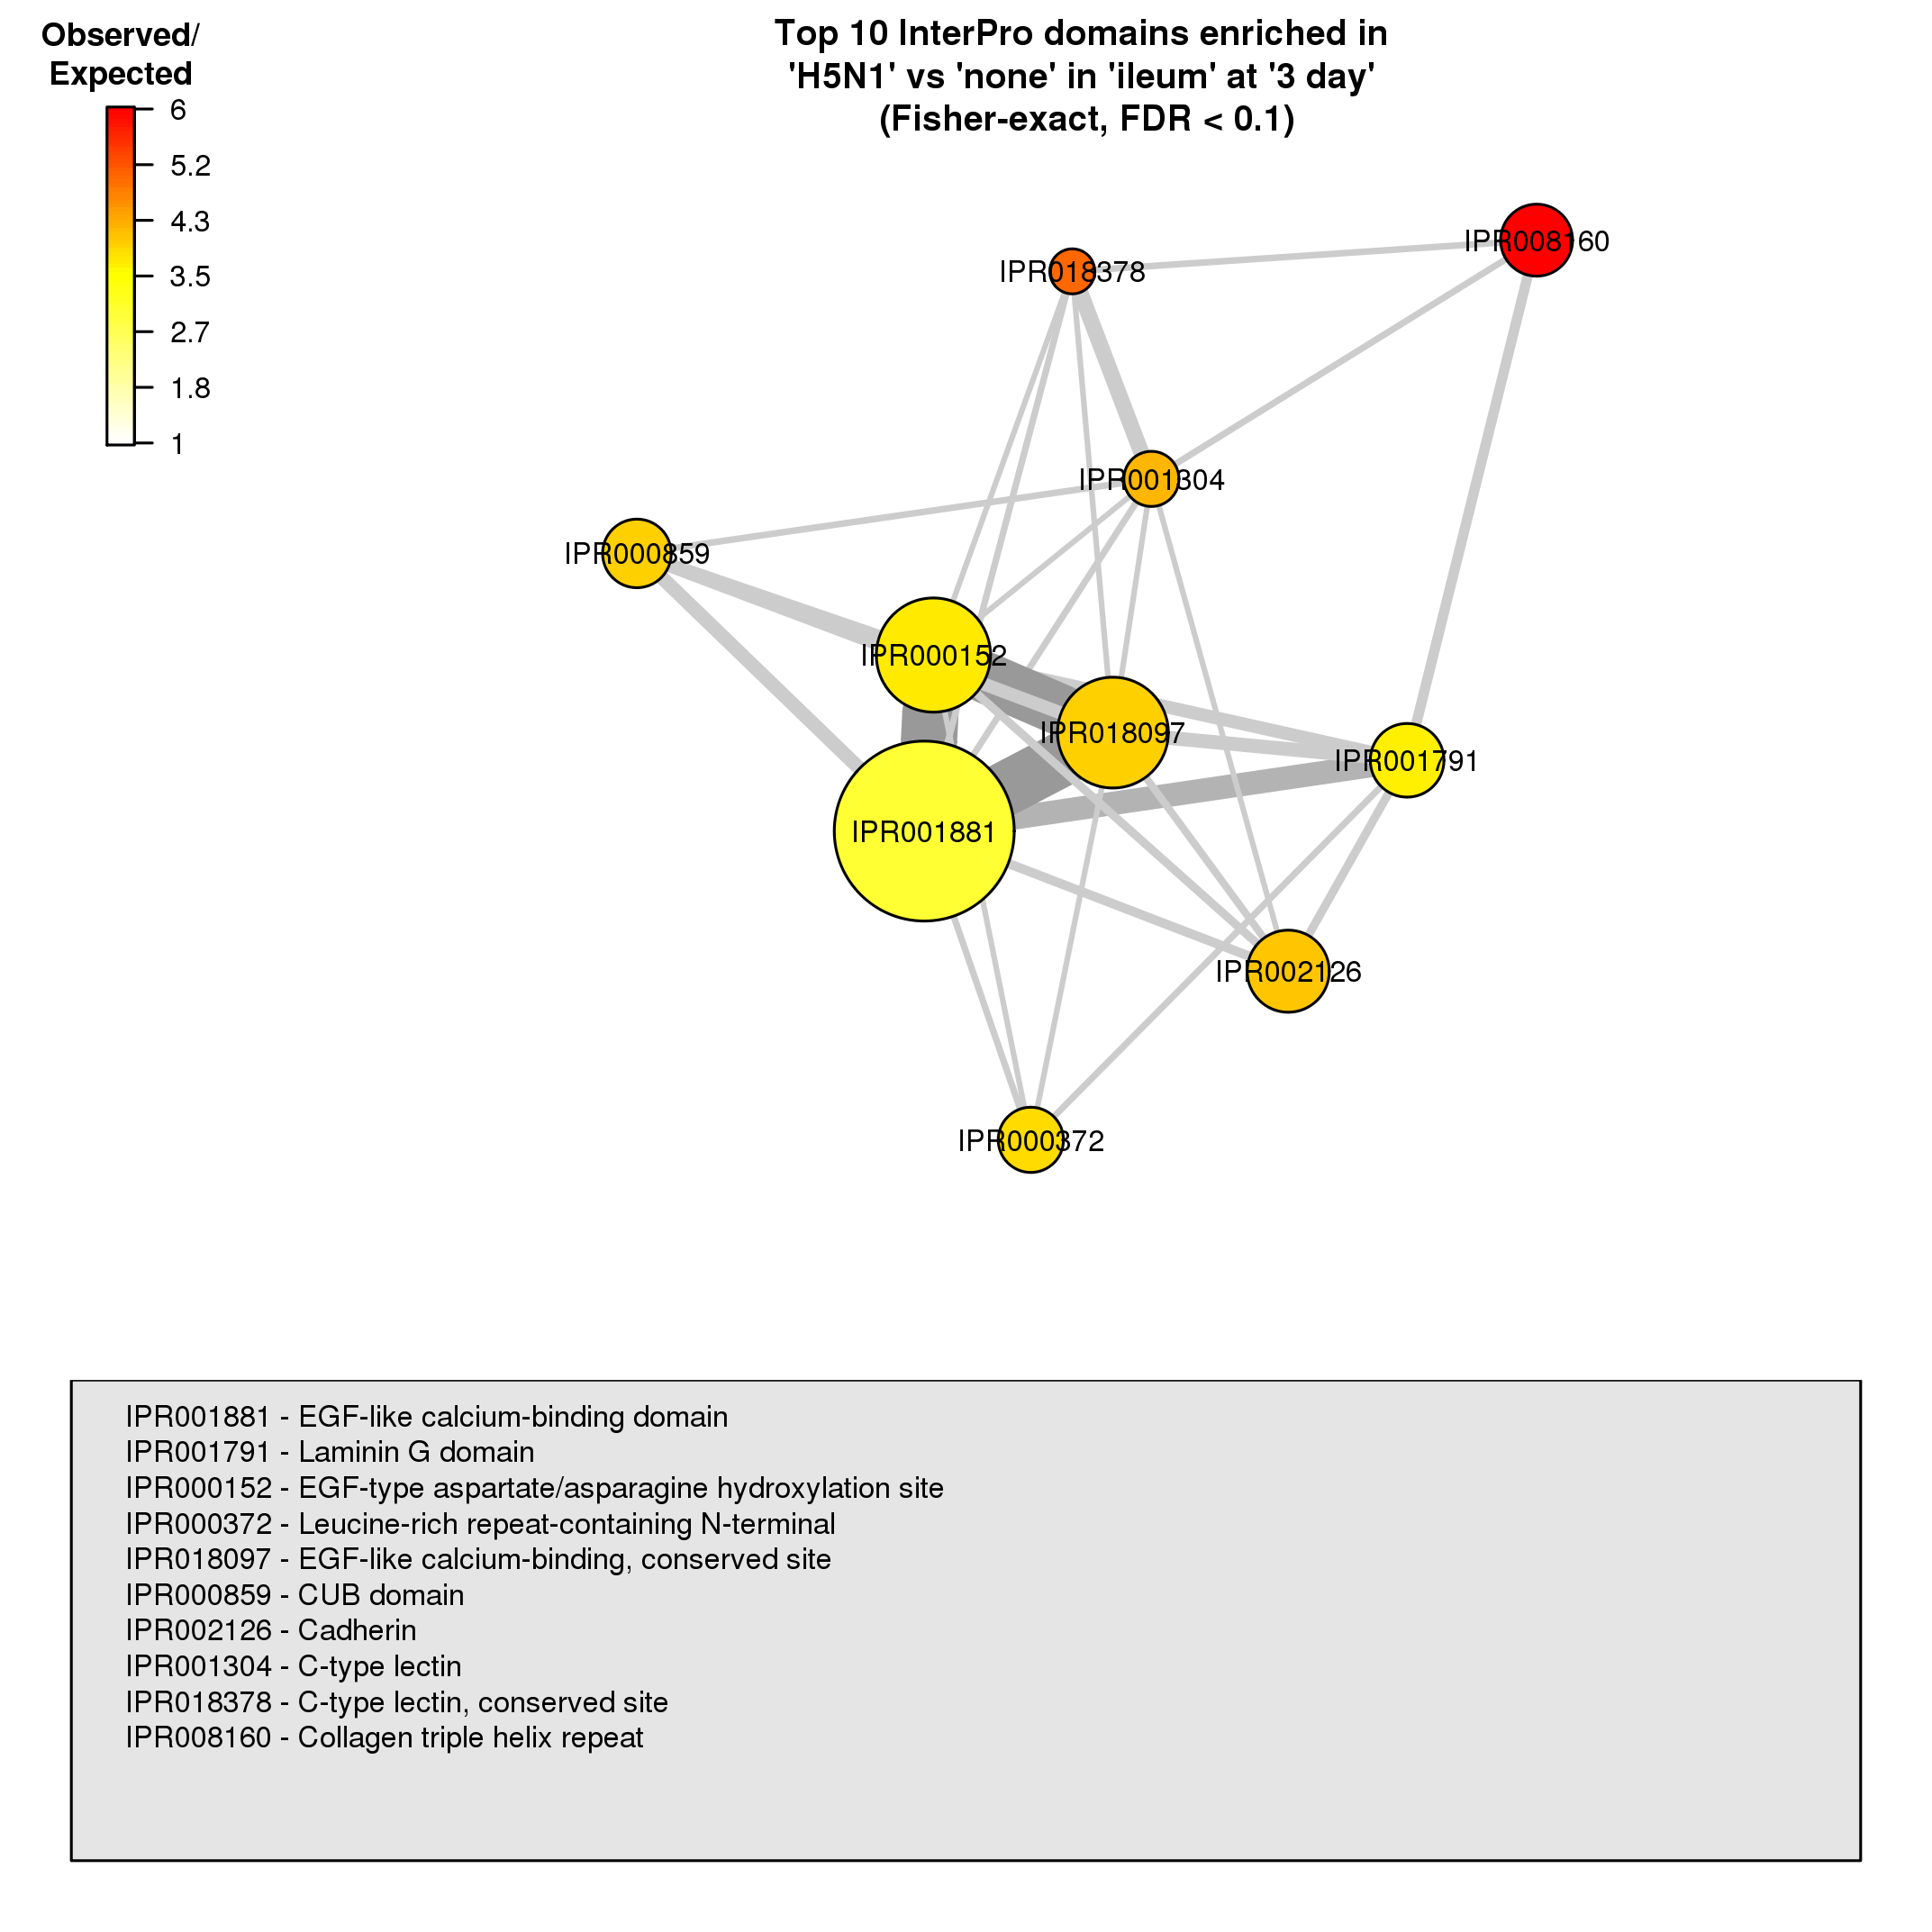 Observed/
Expected
6
5.2
4.3
3.5
2.7
1.8
1
Top 10 InterPro domains enriched in
'H5N1' vs 'none' in 'ileum' at '3 day'
(Fisher-exact, FDR < 0.1)
IPR008160
IPR018378
IPR001304
IPR000859
IPR000152
IPR018097
IPR001791
IPR001881
IPR002126
IPR000372
IPR001881 - EGF-like calcium-binding domain
IPR001791 - Laminin G domain
IPR000152 - EGF-type aspartate/asparagine hydroxylation site
IPR000372 - Leucine-rich repeat-containing N-terminal
IPR018097 - EGF-like calcium-binding, conserved site
IPR000859 - CUB domain
IPR002126 - Cadherin
IPR001304 - C-type lectin
IPR018378 - C-type lectin, conserved site
IPR008160 - Collagen triple helix repeat